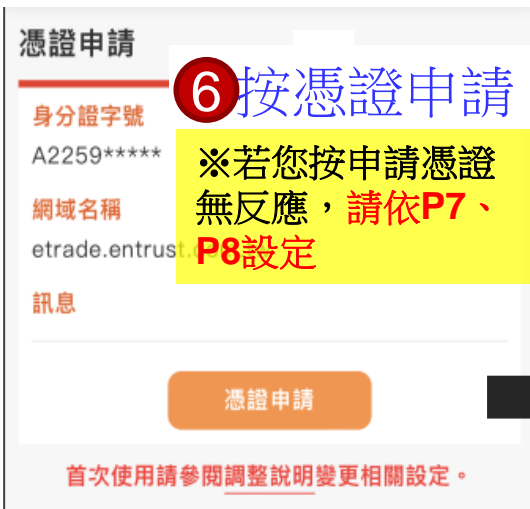 憑證申請
6 按憑證申請
身分證字號
A2259*****
※若您按申請憑證
無反應，請依P7、
P8設定
網域名稱
etrade.entrust.
訊息
憑證申請
首次使用請參閱調整說明變更相關設定。